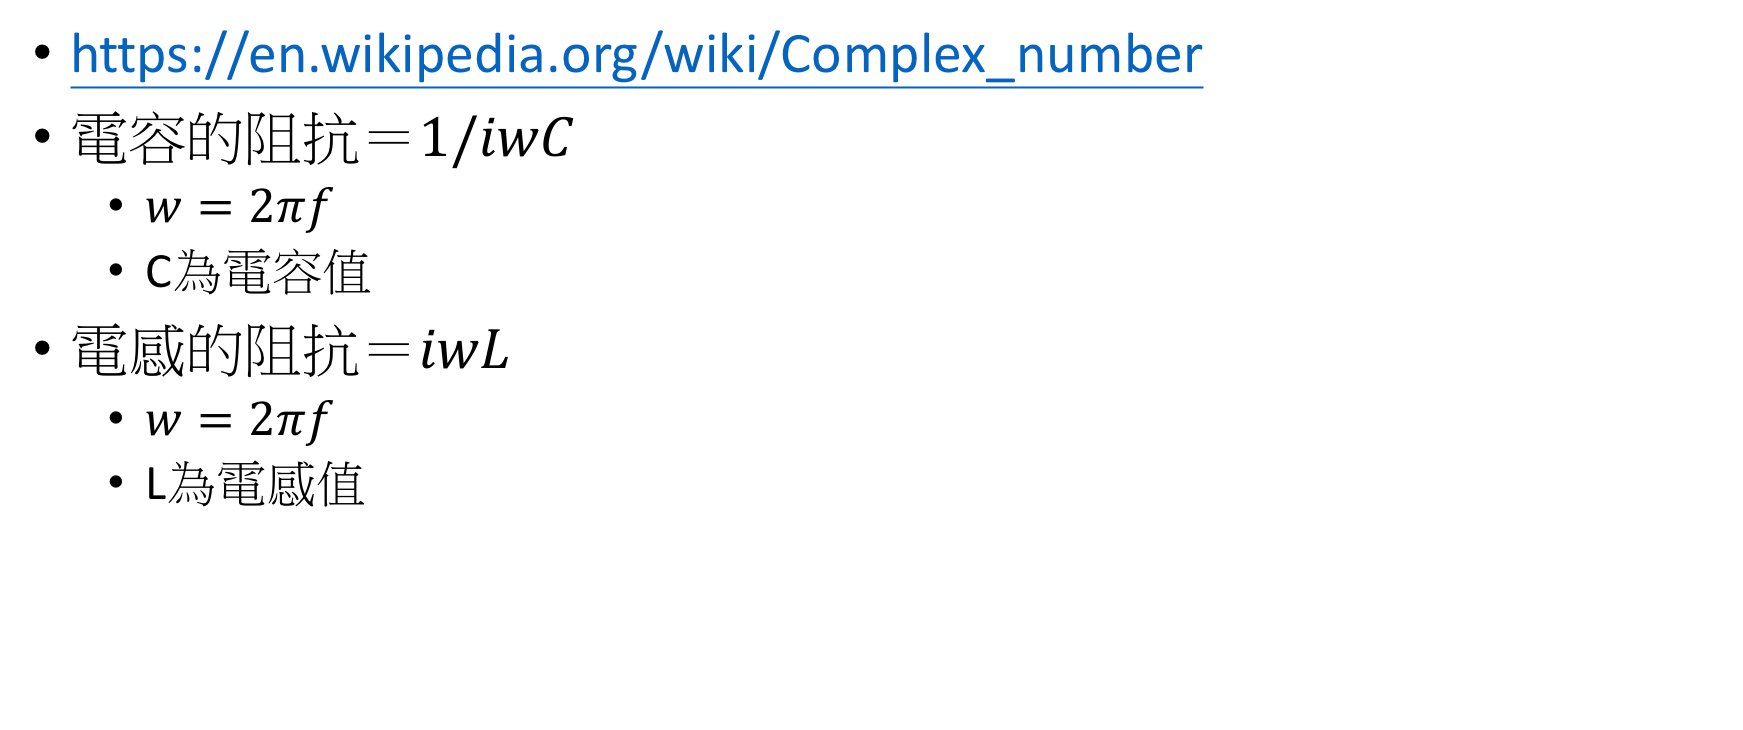 • https://en.wikipedia.org/wiki/Complex_number
• 電容的阻抗＝1/iwC
• w = 2πf
• C為電容值
• 電感的阻抗＝iwL
• w = 2πf
• L為電感值